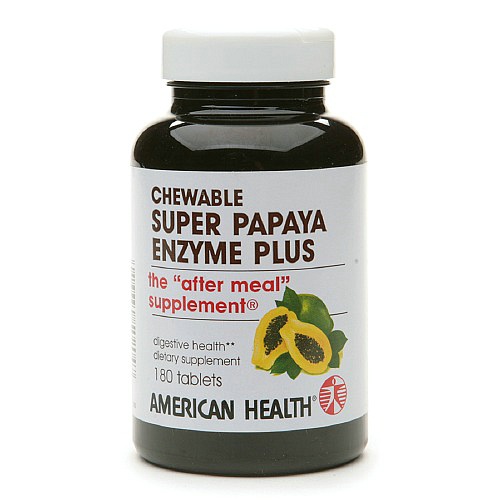 CHEWABLE
SUPER PAPAYA
ENZYME PLUS
the "after meal"
supplement®
digestive health**
dietary supplement
180 tablets
AMERICAN HEALTH®